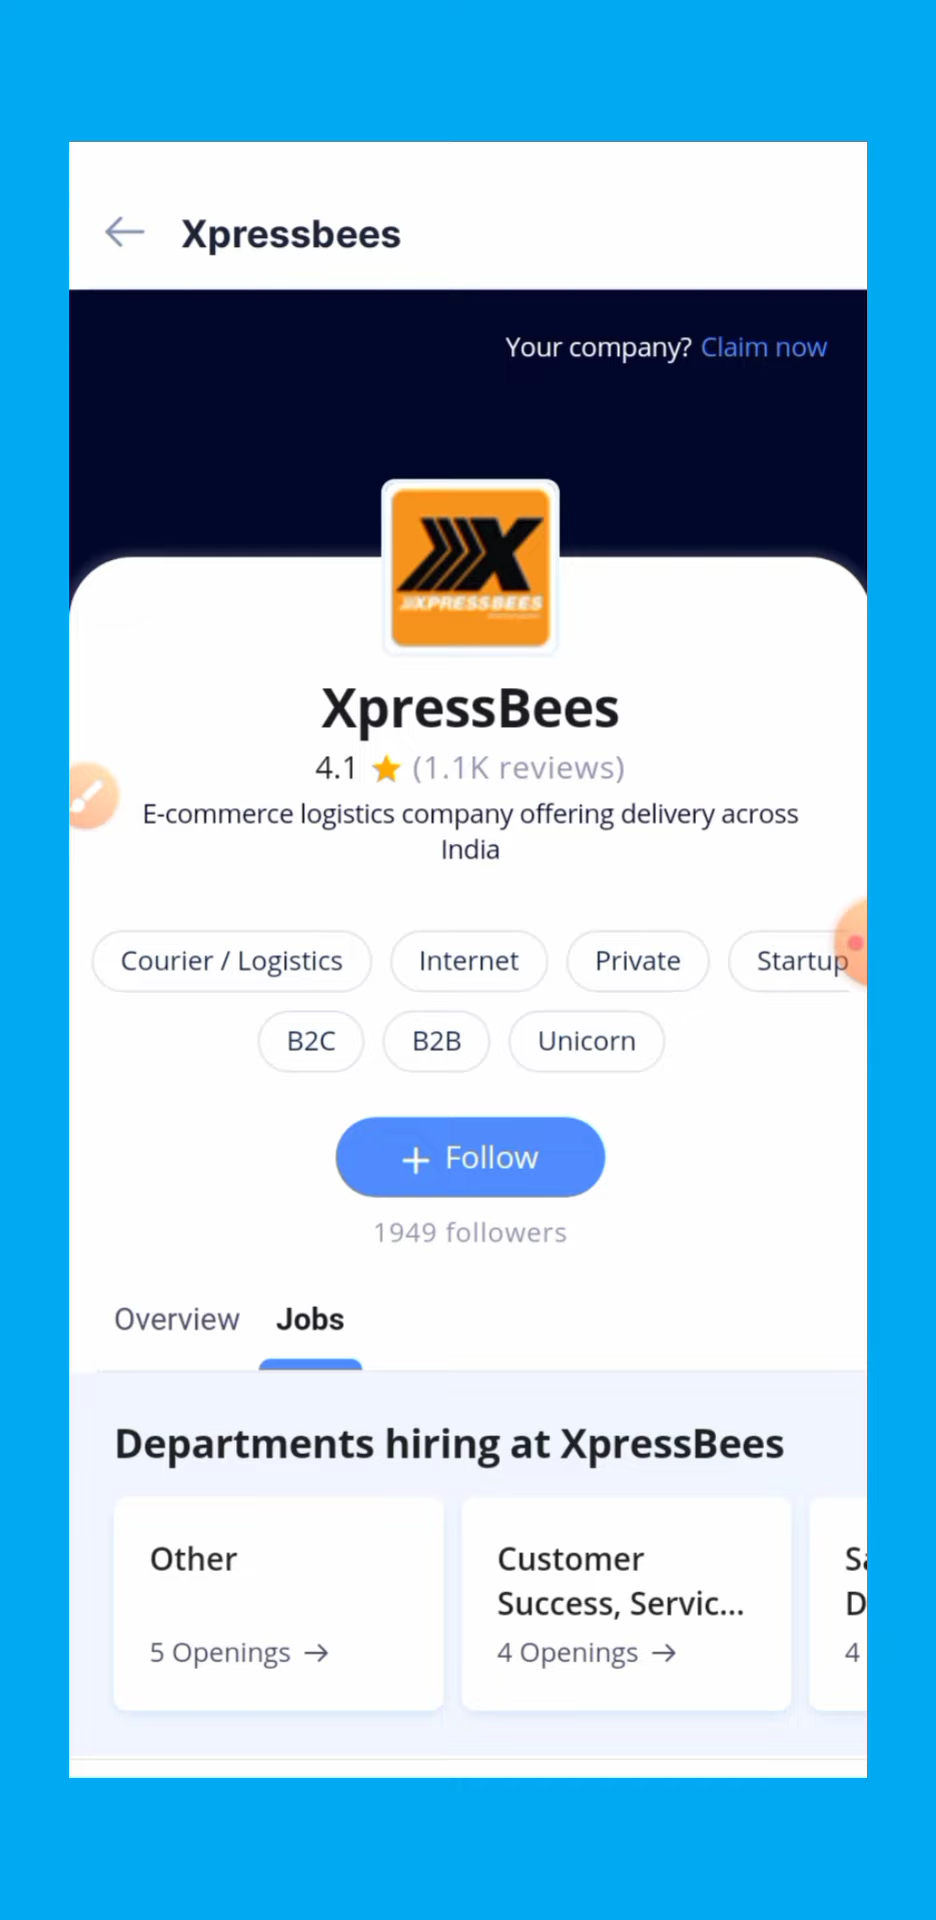 Xpressbees
Your company? Claim now
XPRESSBEES
XpressBees
4.1 (1.1K reviews)
E-commerce logistics company offering delivery across
India
Courier / Logistics Internet Private Startup
B2C B2B Unicorn
+ Follow
1949 followers
Overview Jobs
Departments hiring at XpressBees
Other Customer
Success, Servic...
5 Openings → 4 Openings → 4